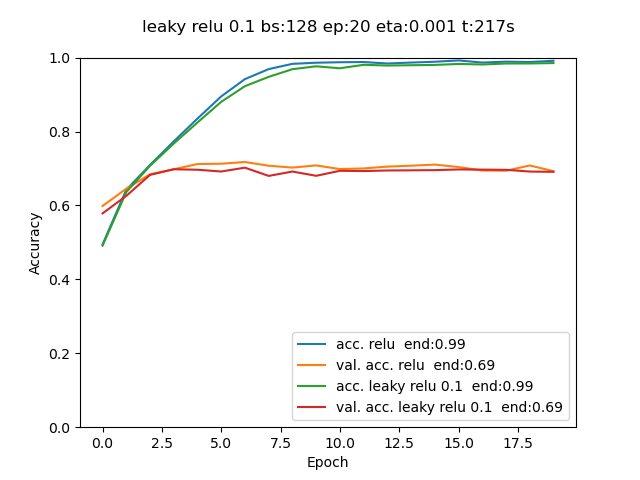 leaky relu 0.1 bs:128 ep:20 eta:0.001 t:217s
1.0
0.8
0.6
0.4
0.2
0.0
Accuracy
acc. relu  end:0.99
val. acc. relu  end:0.69
acc. leaky relu 0.1  end:0.99
val. acc. leaky relu 0.1  end:0.69
0.0 2.5 5.0 7.5 10.0 12.5 15.0 17.5
Epoch